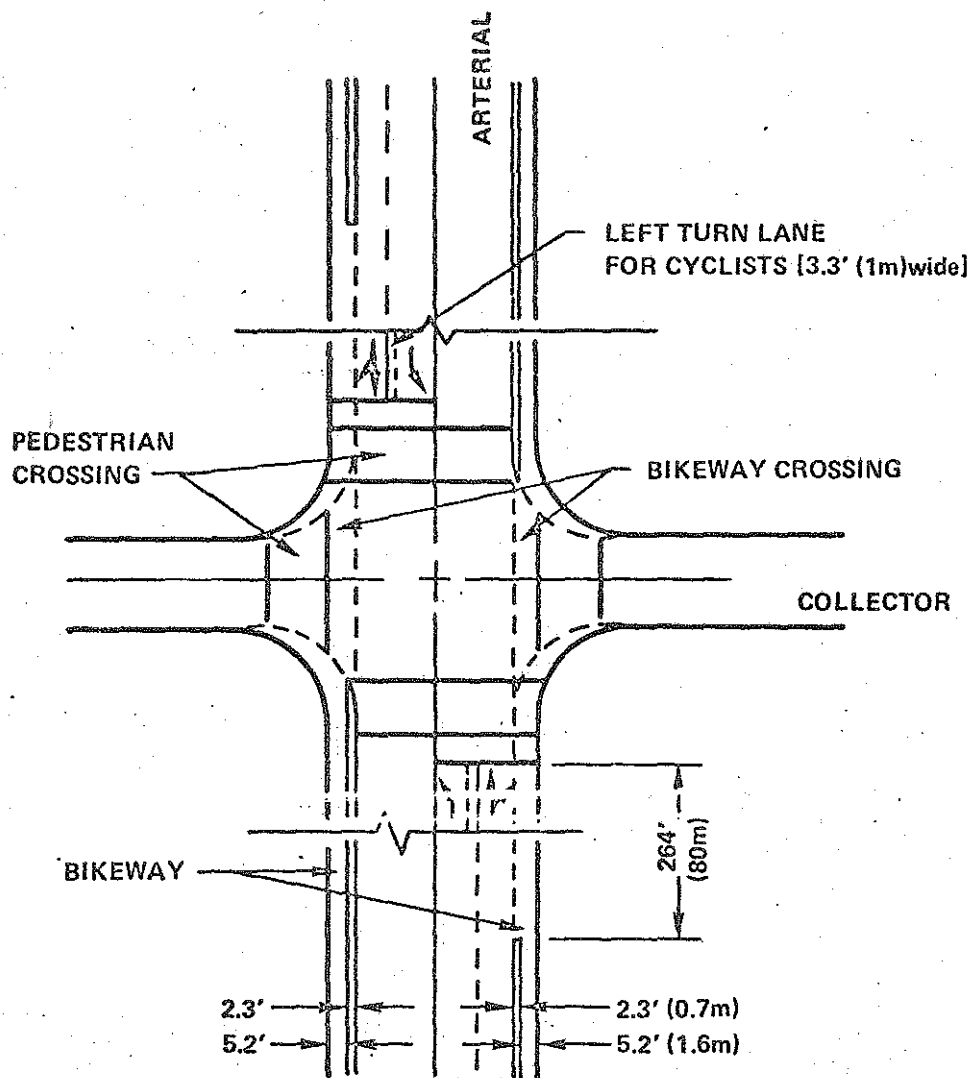 ARTERIAL
LEFT TURN LANE
FOR CYCLISTS [3.3' (1m)wide]
PEDESTRIAN
CROSSING
BIKEWAY CROSSING
COLLECTOR
264'
(80m)
BIKEWAY
2.3'
2.3' (0.7m)
5.2'
5.2' (1.6m)